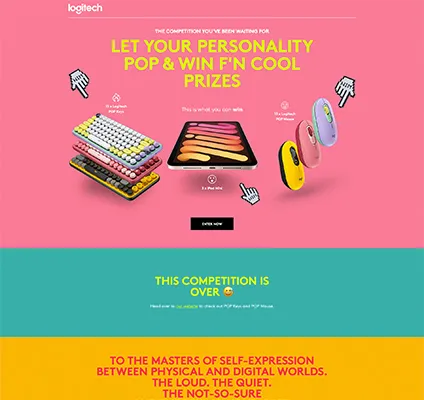 logitech
THE COMPETITION YOU'VE BEEN WAITING FOR
LET YOUR PERSONALITY
POP & WIN F'N COOL
PRIZES
10 x Logitech
POP Keys
This is what you can win
10 x Logitech
POP Mouse
5 x iPad Mini
ENTER NOW
THIS COMPETITION IS
OVER 😅
Head over to our website to check out POP Keys and POP Mouse
TO THE MASTERS OF SELF-EXPRESSION
BETWEEN PHYSICAL AND DIGITAL WORLDS.
THE LOUD. THE QUIET.
THE NOT-SO-SURE